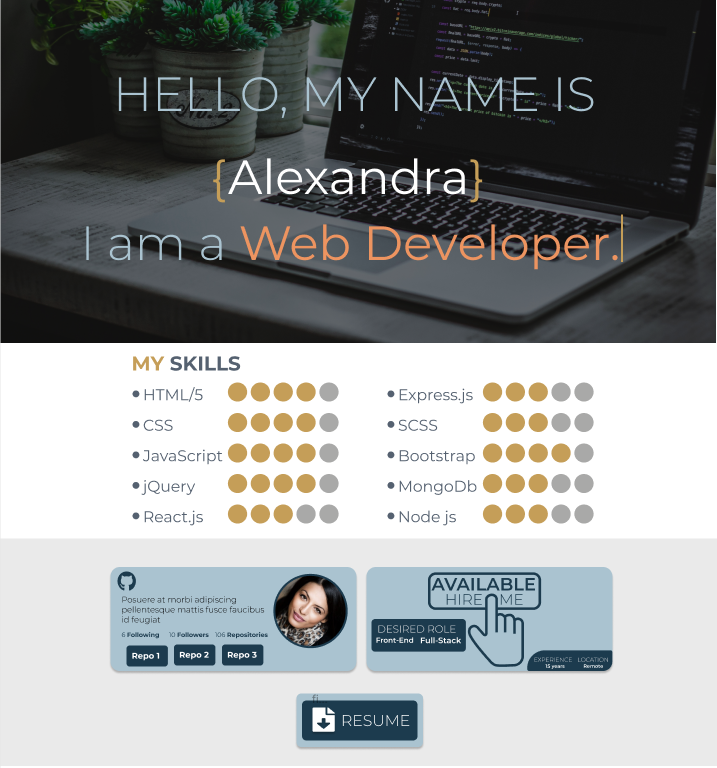 HELLO, MY NAME IS
{Alexandra}
I am a Web Developer.
MY SKILLS
• HTML/5
• CSS
• JavaScript
• jQuery
• React.js
• Express.js
• SCSS
• Bootstrap
• MongoDb
• Node js
Posuere at morbi adipiscing
pellentesque mattis fusce faucibus
id feugiat
6 Following 10 Followers 106 Repositories
Repo 1 Repo 2 Repo 3
AVAILABLE
HIRE ME
DESIRED ROLE
Front-End Full-Stack
EXPERIENCE LOCATION
15 years Remote
fi
RESUME